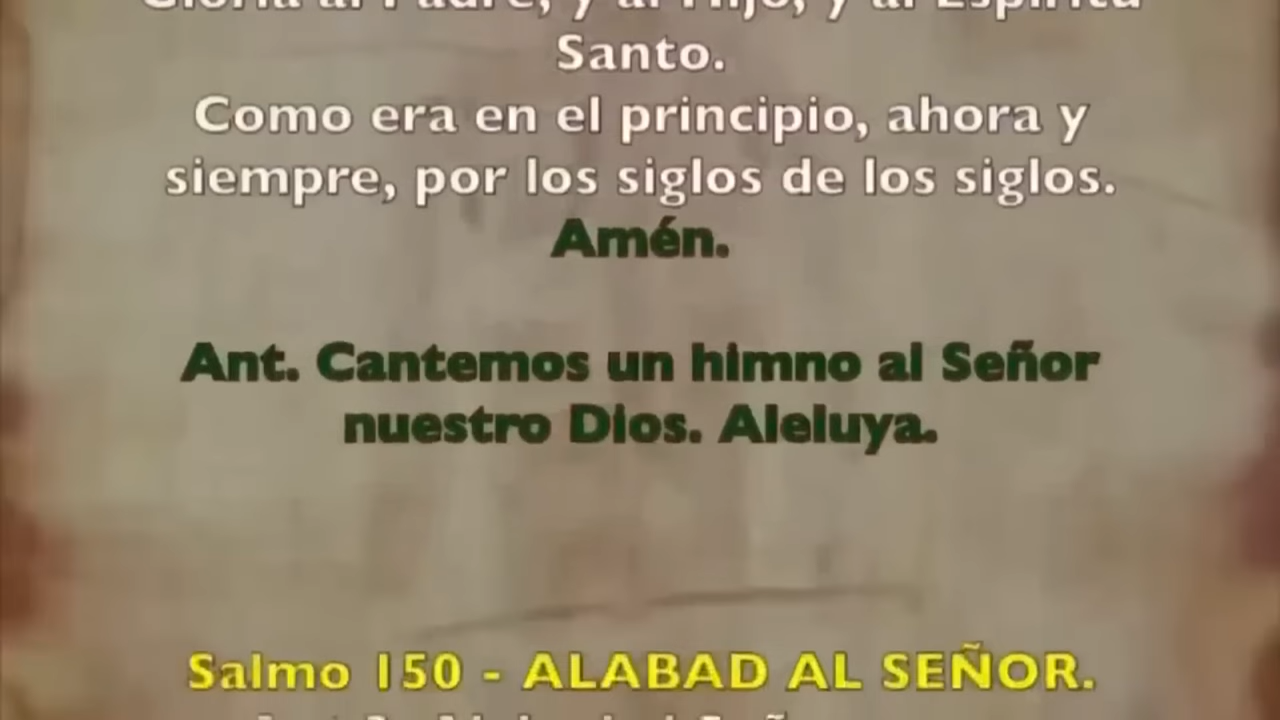 Gloria al Padre, y al Hijo, y al Espíritu
Santo.
Como era en el principio, ahora y
siempre, por los siglos de los siglos.
Amén.
Ant. Cantemos un himno al Señor
nuestro Dios. Aleluya.
Salmo 150 - ALABAD AL SEÑOR.